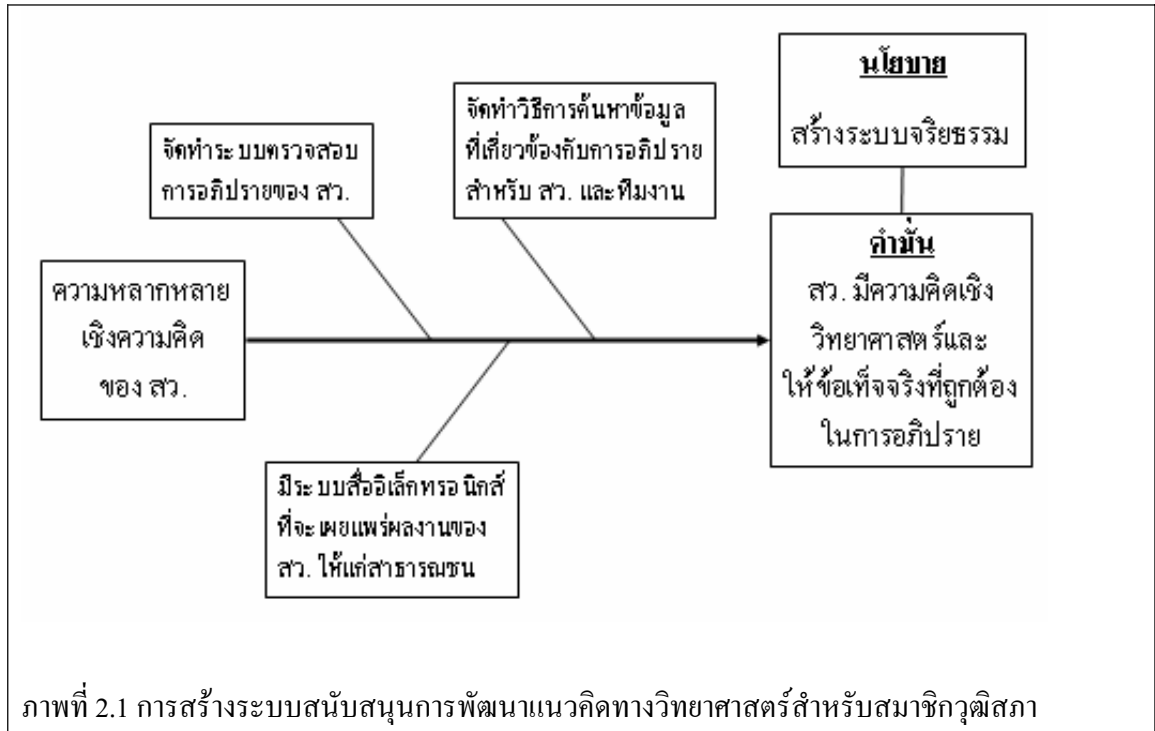 นโยบาย
สร้างระบบจริยธรรม
จัดทำวิธีการค้นหาข้อมูล
ที่เกี่ยวข้องกับการอภิปราย
สำหรับ สว. และทีมงาน
จัดทำระบบตรวจสอบ
การอภิปรายของ สว.
คำมั่น
สว. มีความคิดเชิง
วิทยาศาสตร์และ
ให้ข้อเท็จจริงที่ถูกต้อง
ในการอภิปราย
ความหลากหลาย
เชิงความคิด
ของ สว.
มีระบบสื่ออิเล็กทรอนิกส์
ที่จะเผยแพร่ผลงานของ
สว. ให้แก่สาธารณชน
ภาพที่ 2.1 การสร้างระบบสนับสนุนการพัฒนาแนวคิดทางวิทยาศาสตร์สำหรับสมาชิกวุฒิสภา